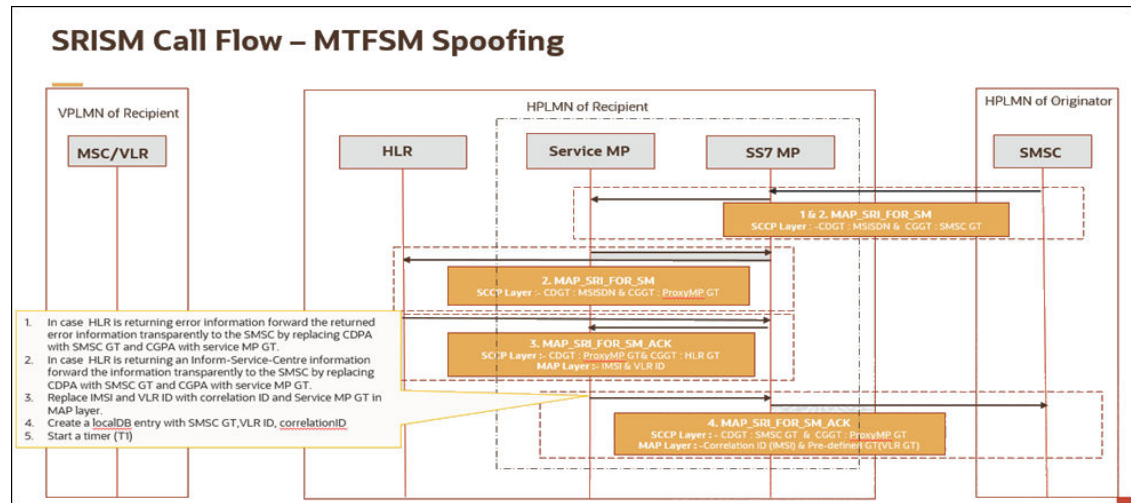 SRISM Call Flow – MTFSM Spoofing
VPLMN of Recipient
HPLMN of Recipient
HPLMN of Originator
MSC/VLR
HLR
Service MP
SS7 MP
SMSC
1 & 2. MAP_SRI_FOR_SM
SCCP Layer : -CDGT : MSISDN & CGGT : SMSC GT
2. MAP_SRI_FOR_SM
SCCP Layer :- CDGT : MSISDN & CGGT : ProxyMP GT
3. MAP_SRI_FOR_SM_ACK
SCCP Layer :- CDGT : ProxyMP GT& CGGT : HLR GT
MAP Layer :- IMSI & VLR ID
1. In case HLR is returning error information forward the returned
error information transparently to the SMSC by replacing CDPA
with SMSC GT and CGPA with service MP GT.
2. In case HLR is returning an Inform-Service-Centre information
forward the information transparently to the SMSC by replacing
CDPA with SMSC GT and CGPA with service MP GT.
3. Replace IMSI and VLR ID with correlation ID and Service MP GT in
MAP layer.
4. Create a localDB entry with SMSC GT,VLR ID, correlationID
5. Start a timer (T1)
4. MAP_SRI_FOR_SM_ACK
SCCP Layer : - CDGT : SMSC GT & CGGT : ProxyMP GT
MAP Layer : -Correlation ID (IMSI) & Pre-defined GT(VLR GT)